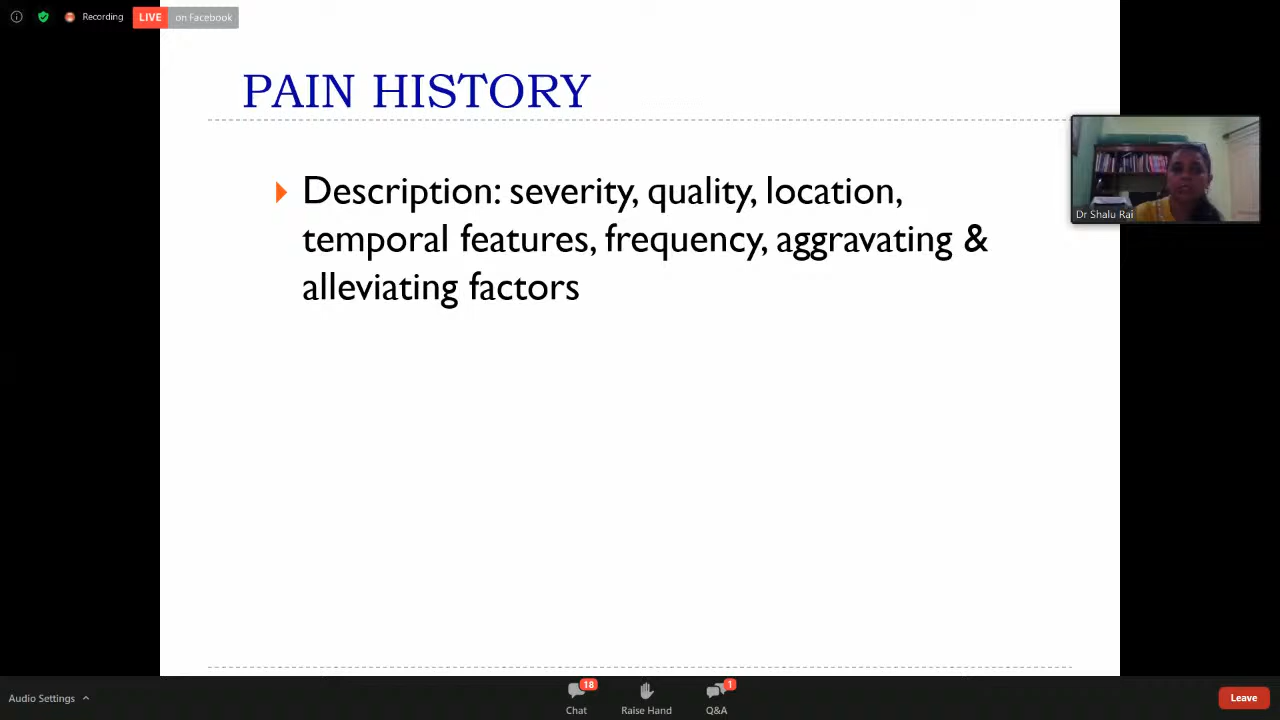 Recording
LIVE on Facebook
PAIN HISTORY
Description: severity, quality, location,
temporal features, frequency, aggravating &
alleviating factors
Dr Shalu Rai
Audio Settings
18
Chat
Raise Hand
1
Q&A
Leave